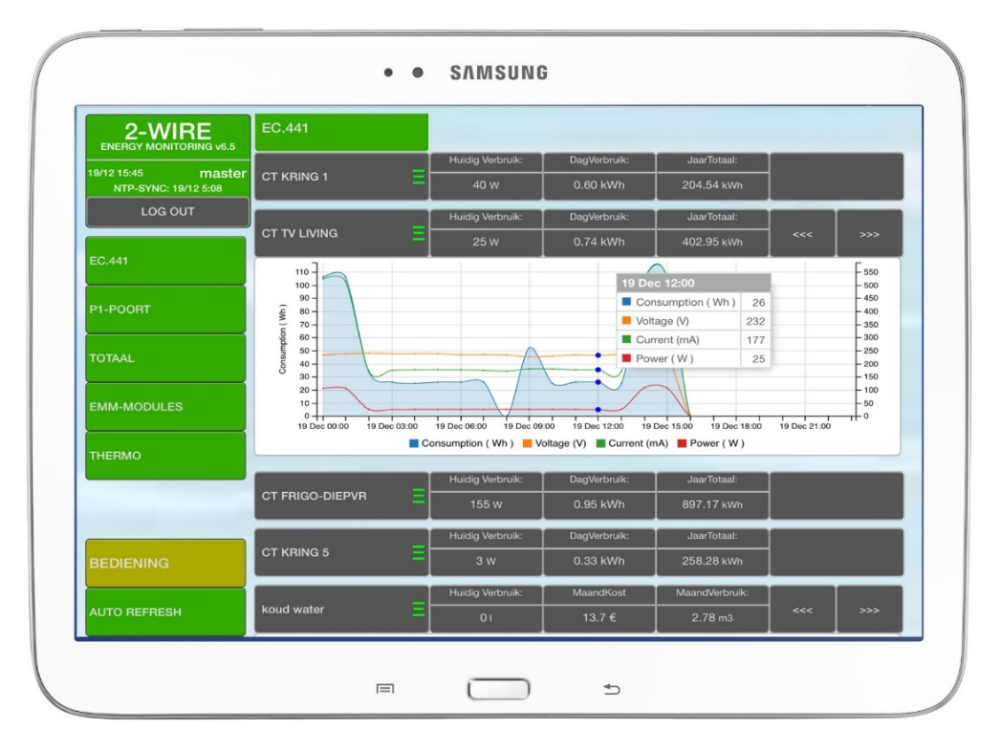 SAMSUNG
2-WIRE
ENERGY MONITORING v6.5
19/12 15:45 master
NTP-SYNC: 19/12 5:08
LOG OUT
EC.441
P1-POORT
TOTAAL
EMM-MODULES
THERMO
BEDIENING
AUTO REFRESH
EC.441
CT KRING 1
Huidig Verbruik: DagVerbruik: JaarTotaal:
40 W 0.60 kWh 204.54 kWh
CT TV LIVING
Huidig Verbruik: DagVerbruik: JaarTotaal:
25 W 0.74 kWh 402.95 kWh
<<< >>>
Consumption ( Wh )
110
100
90
80
70
60
50
40
30
20
10
0
19 Dec 12:00
Consumption ( Wh ) 26
Voltage (V) 232
Current (mA) 177
Power ( W ) 25
550
500
450
400
350
300
250
200
150
100
50
0
19 Dec 00:00 19 Dec 03:00 19 Dec 06:00 19 Dec 09:00 19 Dec 12:00 19 Dec 15:00 19 Dec 18:00 19 Dec 21:00
Consumption ( Wh ) Voltage (V) Current (mA) Power ( W )
CT FRIGO-DIEPVR
Huidig Verbruik: DagVerbruik: JaarTotaal:
155 W 0.95 kWh 897.17 kWh
CT KRING 5
Huidig Verbruik: DagVerbruik: JaarTotaal:
3 W 0.33 kWh 258.28 kWh
koud water
Huidig Verbruik: MaandKost MaandVerbruik:
0 l 13.7 € 2.78 m3
<<< >>>